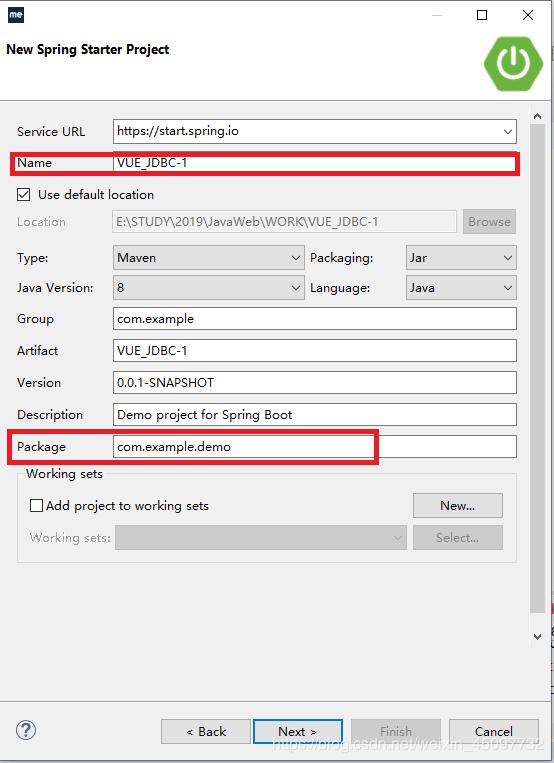 me
New Spring Starter Project
Service URL https://start.spring.io
Name VUE_JDBC-1
Use default location
Location E:\STUDY\2019\JavaWeb\WORK\VUE_JDBC-1 Browse
Type: Maven Packaging: Jar
Java Version: 8 Language: Java
Group com.example
Artifact VUE_JDBC-1
Version 0.0.1-SNAPSHOT
Description Demo project for Spring Boot
Package com.example.demo
Working sets
Add project to working sets New...
Working sets: Select...
? < Back Next > Finish Cancel
https://blog.csdn.net/weixin_45097732